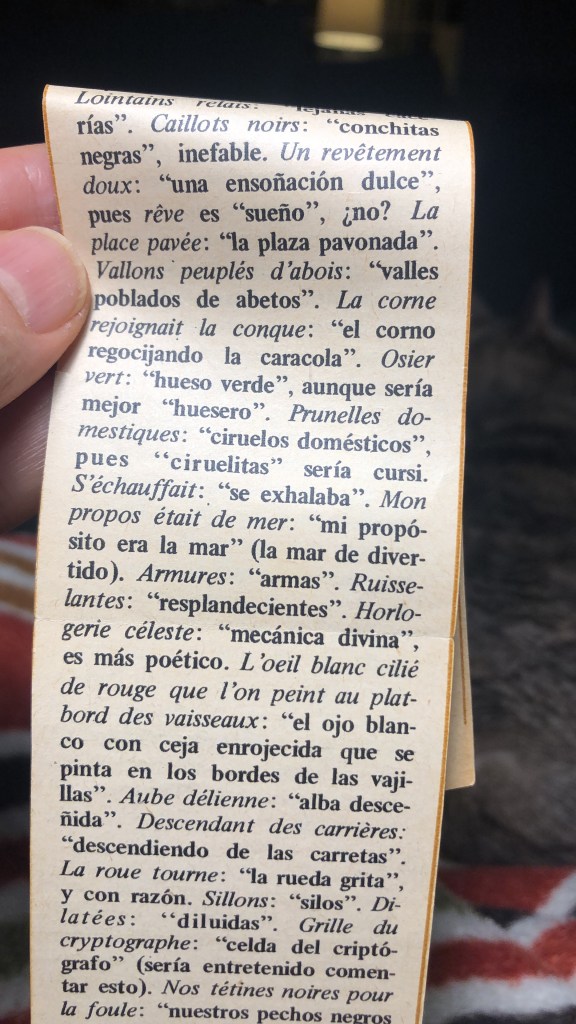 Lointains relais:
rías”. Caillots noirs: “conchitas
negras”, inefable. Un revêtement
doux: “una ensoñación dulce”,
pues rêve es “sueño”, ¿no? La
place pavée: “la plaza pavonada”.
Vallons peuplés d’abois: “valles
poblados de abetos”. La corne
rejoignait la conque: “el corno
regocijando la caracola”. Osier
vert: “hueso verde”, aunque sería
mejor “huesero”. Prunelles do-
mestiques: “ciruelos domésticos”,
pues “ciruelitas” sería cursi.
S’échauffait: “se exhalaba”. Mon
propos était de mer: “mi propó-
sito era la mar” (la mar de diver-
tido). Armures: “armas”. Ruisse-
lantes: “resplandecientes”. Horlo-
gerie céleste: “mecánica divina”,
es más poético. L’oeil blanc cilié
de rouge que l’on peint au plat-
bord des vaisseaux: “el ojo blan-
co con ceja enrojecida que se
pinta en los bordes de las vaji-
llas”. Aube délienne: “alba desce-
ñida”. Descendant des carrières:
“descendiendo de las carretas”.
La roue tourne: “la rueda grita”,
y con razón. Sillons: “silos”. Di-
latées: “diluidas”. Grille du
cryptographe: “celda del criptó-
grafo” (sería entretenido comen-
tar esto). Nos tétines noires pour
la foule: “nuestros pechos negros